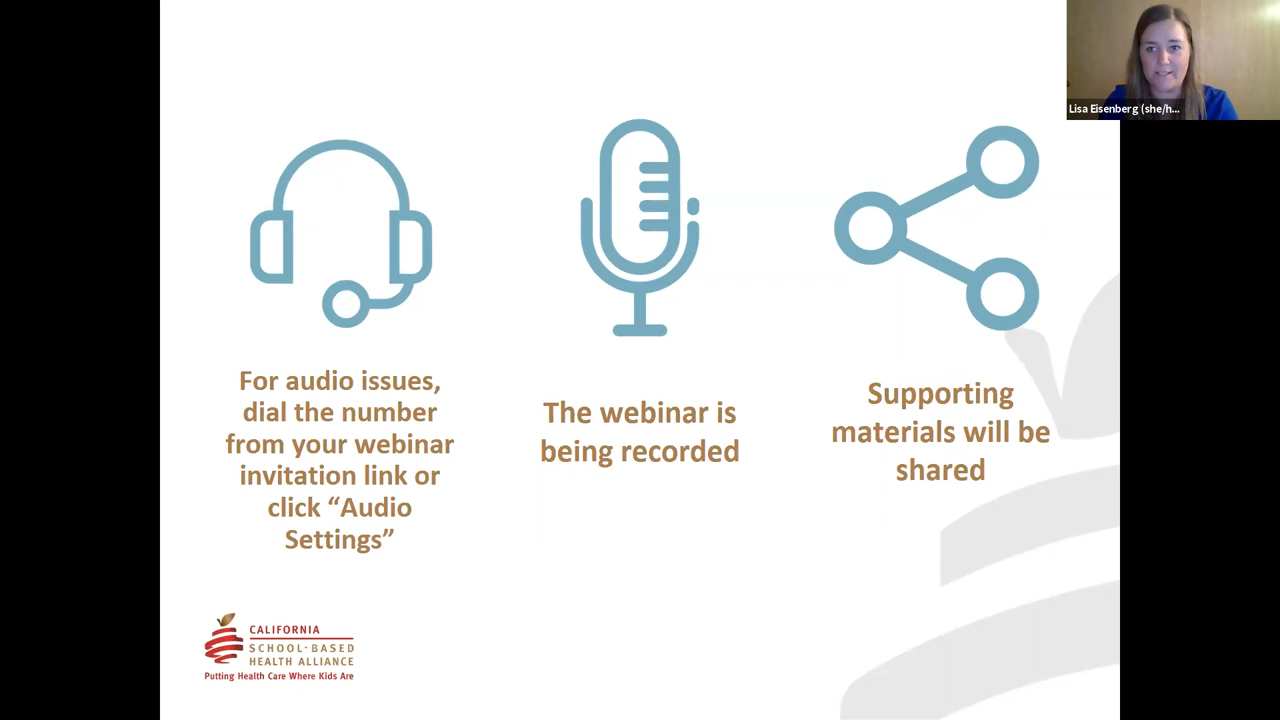 Lisa Eisenberg (she/h...
For audio issues,
dial the number
from your webinar
invitation link or
click “Audio
Settings”
The webinar is
being recorded
Supporting
materials will be
shared
CALIFORNIA
SCHOOL-BASED
HEALTH ALLIANCE
Putting Health Care Where Kids Are